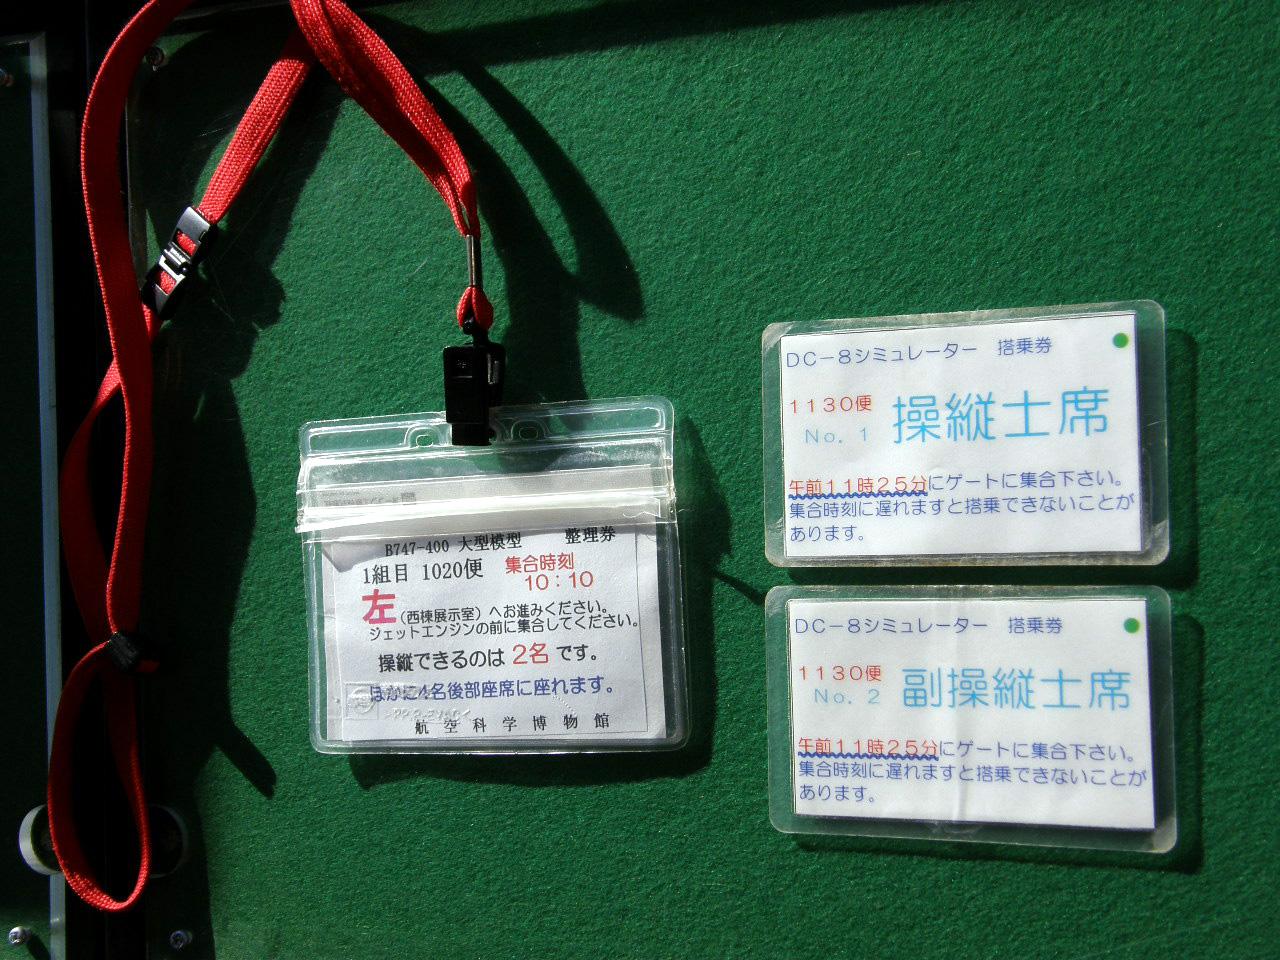 B747-400 大型模型　整理券
1組目 1020便　集合時刻
10：10
左（西棟展示室）へお進みください。
ジェットエンジンの前に集合してください。
操縦できるのは 2名 です。
ほかに4名後部座席に座れます。
航空科学博物館
DC－8シミュレーター　搭乗券
1130便
No．1　操縦士席
午前11時25分にゲートに集合下さい。
集合時刻に遅れますと搭乗できないことが
あります。
DC－8シミュレーター　搭乗券
1130便
No．2　副操縦士席
午前11時25分にゲートに集合下さい。
集合時刻に遅れますと搭乗できないことが
あります。